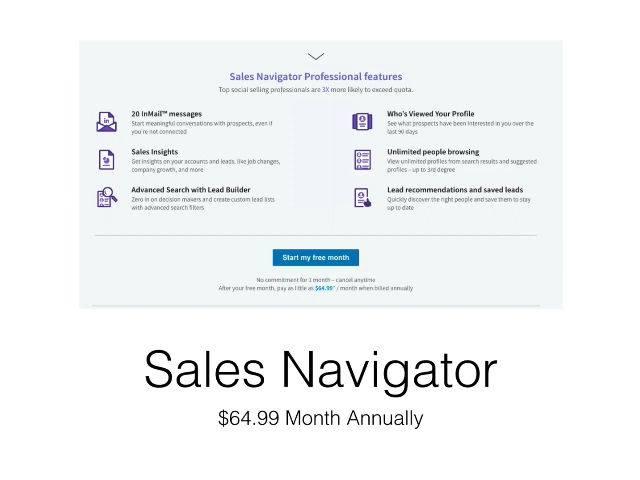 Sales Navigator Professional features
Top social selling professionals are 3X more likely to exceed quota.
20 InMail™ messages
Start meaningful conversations with prospects, even if
you're not connected
Sales Insights
Get insights on your accounts and leads, like job changes,
company growth, and more
Advanced Search with Lead Builder
Zero in on decision makers and create custom lead lists
with advanced search filters
Who's Viewed Your Profile
See what prospects have been interested in you over the
last 90 days
Unlimited people browsing
View unlimited profiles from search results and suggested
profiles – up to 3rd degree
Lead recommendations and saved leads
Quickly discover the right people and save them to stay
up to date
Start my free month
No commitment for 1 month – cancel anytime
After your free month, pay as little as $64.99* / month when billed annually
Sales Navigator
$64.99 Month Annually